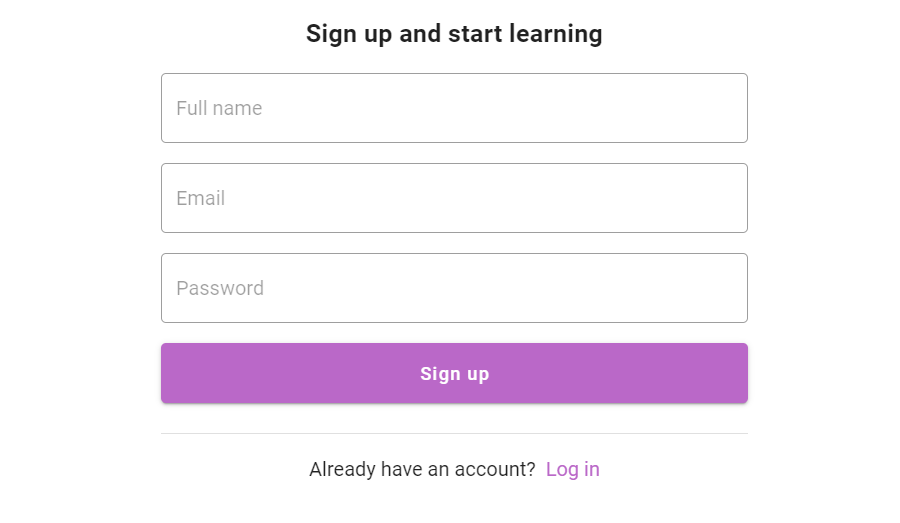 Sign up and start learning
Full name
Email
Password
Sign up
Already have an account? Log in